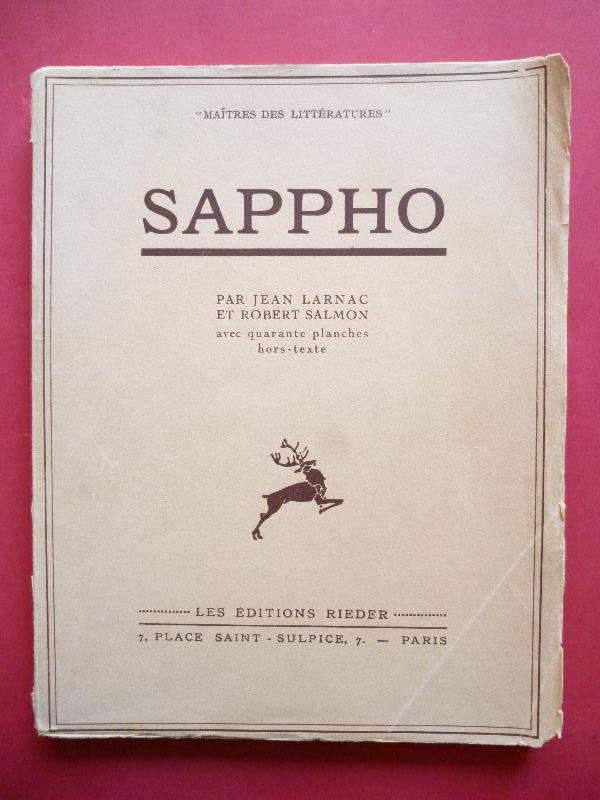 "MAÎTRES DES LITTÉRATURES"
SAPPHO
PAR JEAN LARNAC
ET ROBERT SALMON
avec quarante planches
hors-texte
LES ÉDITIONS RIEDER
7, PLACE SAINT - SULPICE, 7. — PARIS